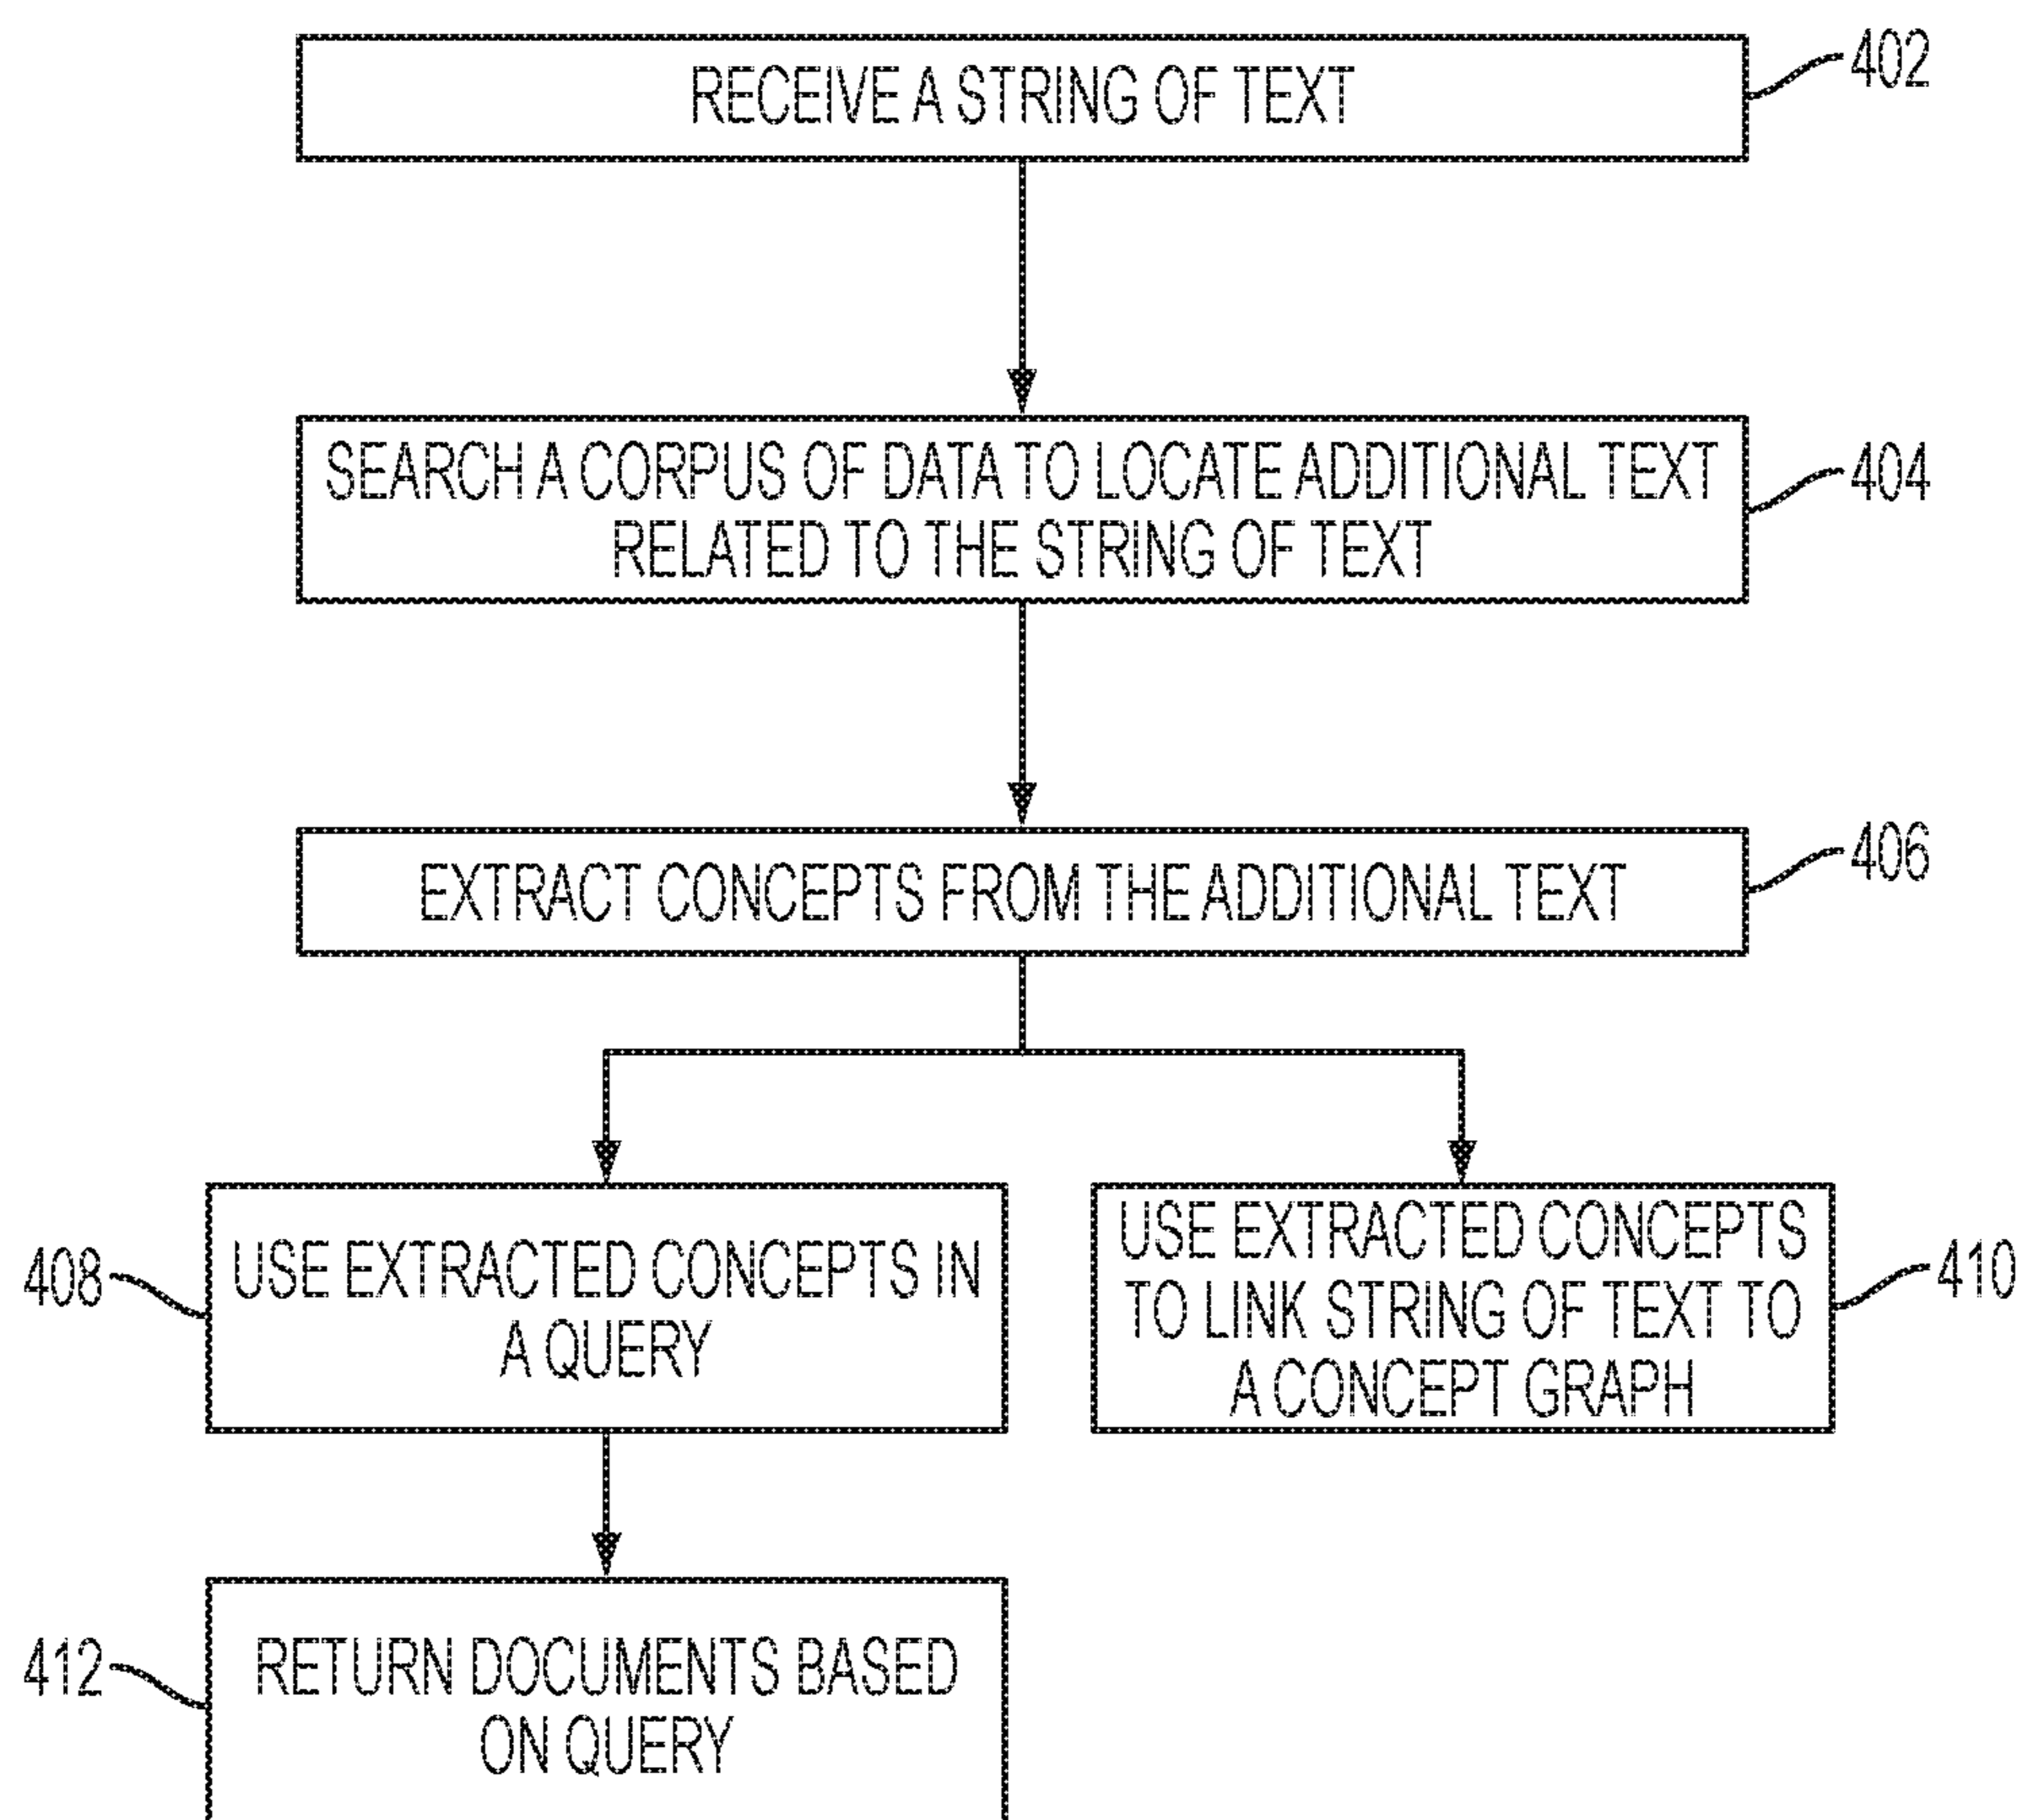 RECEIVE A STRING OF TEXT
402
SEARCH A CORPUS OF DATA TO LOCATE ADDITIONAL TEXT
RELATED TO THE STRING OF TEXT
404
EXTRACT CONCEPTS FROM THE ADDITIONAL TEXT
406
408
USE EXTRACTED CONCEPTS IN
A QUERY
USE EXTRACTED CONCEPTS
TO LINK STRING OF TEXT TO
A CONCEPT GRAPH
410
412
RETURN DOCUMENTS BASED
ON QUERY